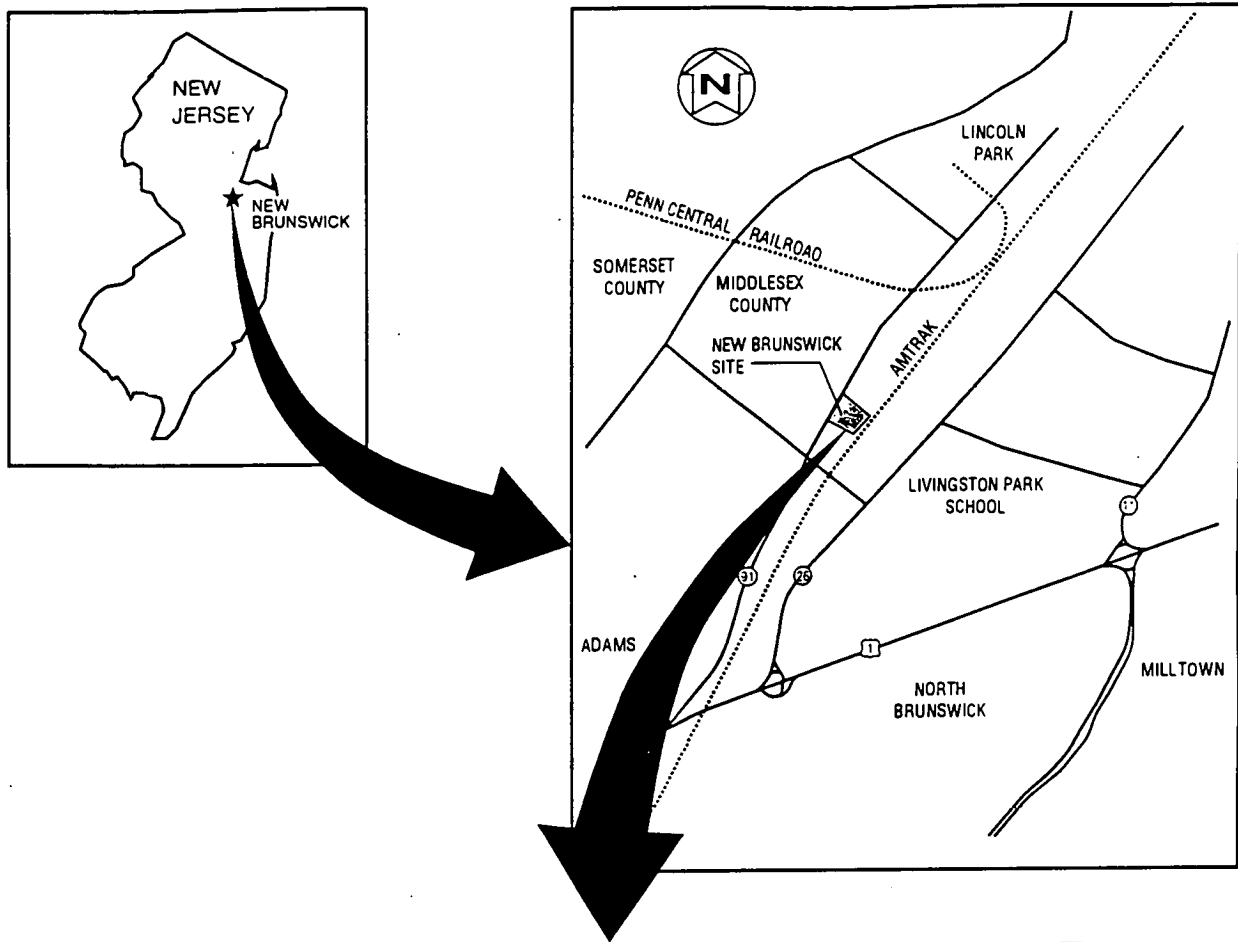 NEW
JERSEY
NEW
BRUNSWICK
N
LINCOLN
PARK
PENN CENTRAL RAILROAD
SOMERSET
COUNTY
MIDDLESEX
COUNTY
NEW BRUNSWICK
SITE
AMTRAK
LIVINGSTON PARK
SCHOOL
91
26
1
ADAMS
NORTH
BRUNSWICK
MILLTOWN